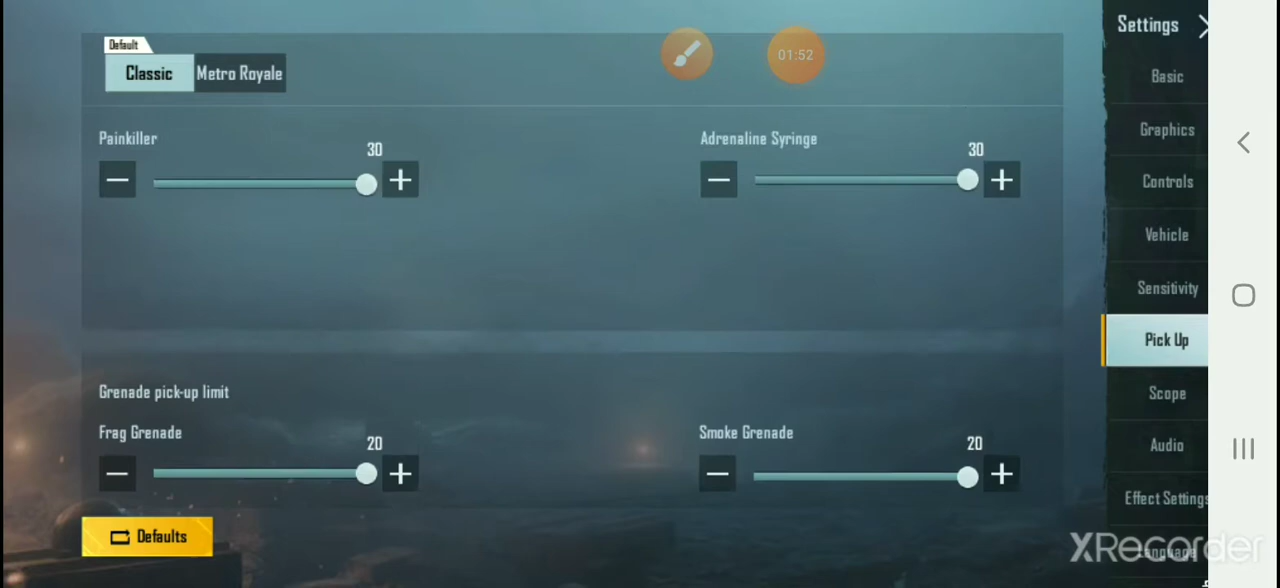 Default
Classic
Metro Royale
01:52
Settings
Basic
Graphics
Controls
Vehicle
Sensitivity
Pick Up
Scope
Audio
Effect Settings
Language
Painkiller
30
Adrenaline Syringe
30
Grenade pick-up limit
Frag Grenade
20
Smoke Grenade
20
Defaults
XRecorder